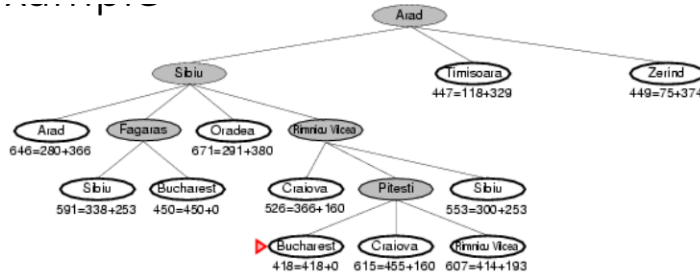 Arad
Sibiu Timisoara Zerind
447=118+329 449=75+374
Arad Fagaras Oradea Rimnicu Vilcea
646=280+366 671=291+380
Sibiu Bucharest Craiova Pitesti Sibiu
591=338+253 450=450+0 526=366+160 553=300+253
Bucharest Craiova Rimnicu Vilcea
418=418+0 615=455+160 607=414+193